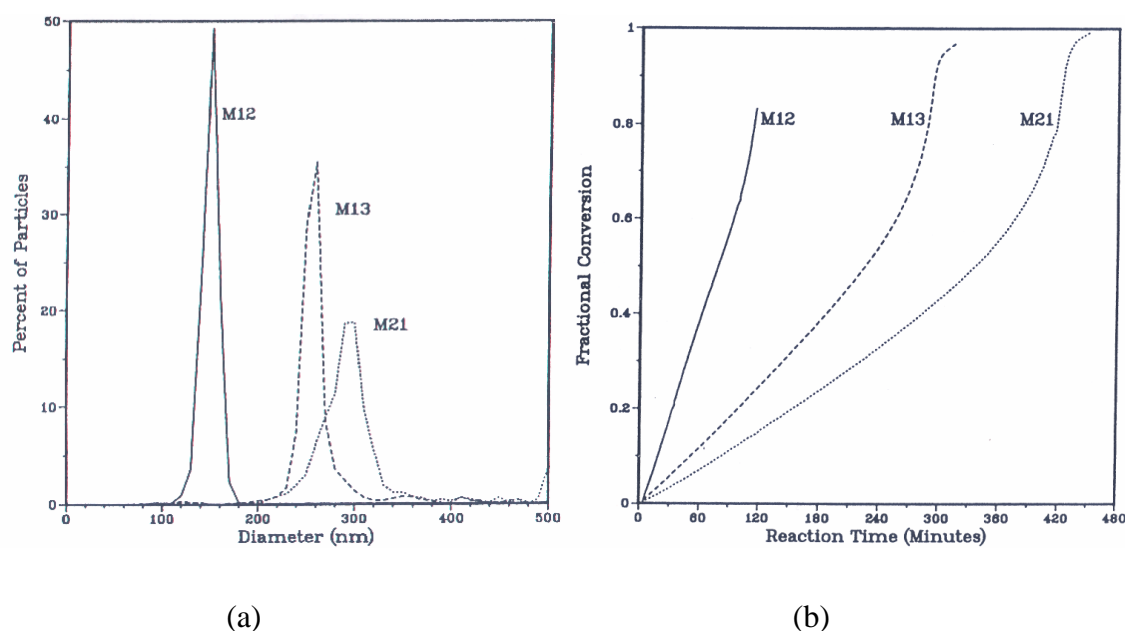 50
40
30
20
10
0
Percent of Particles
M12
M13
M21
0 100 200 300 400 500
Diameter (nm)
1
0.8
0.6
0.4
0.2
0
Fractional Conversion
M12
M13
M21
0 60 120 180 240 300 360 420 480
Reaction Time (Minutes)
(a) (b)